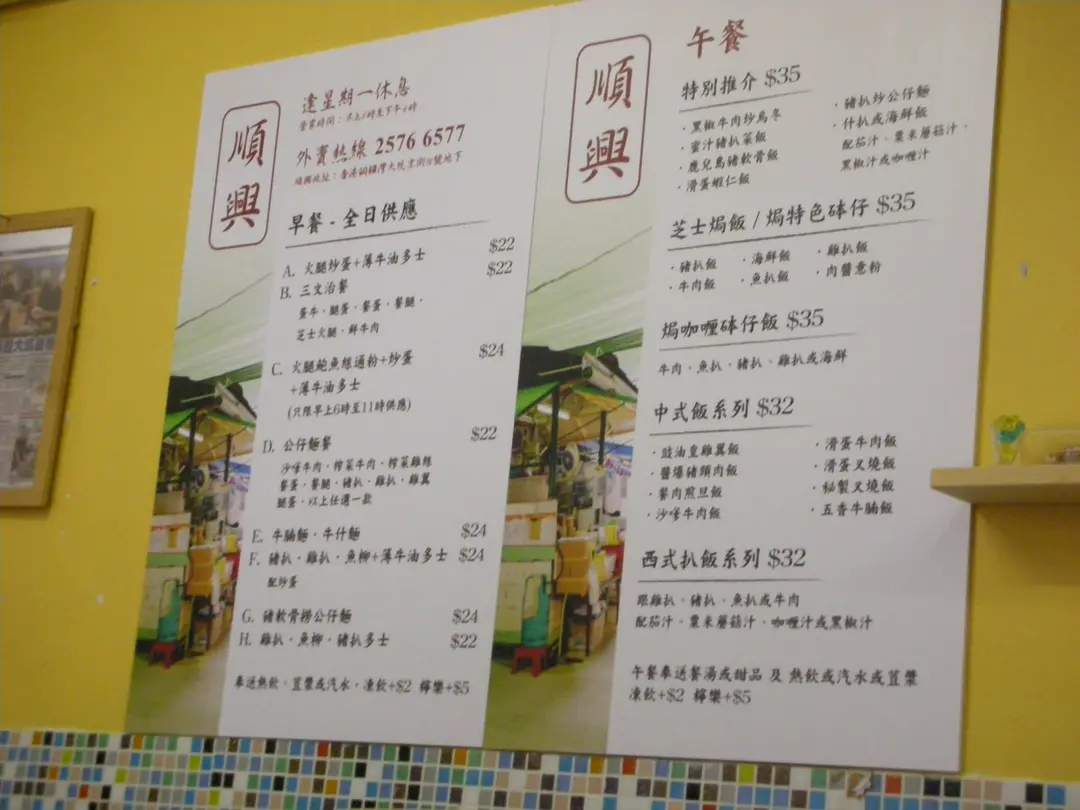 順興
逢星期一休息
外賣熱線 2576 6577
早餐 - 全日供應
A. 火腿炒蛋+薄牛油多士 $22
B. 三文治餐 $22
蛋牛．腿蛋．餐蛋．餐腿．
芝士火腿．鮮牛肉
C. 火腿鮑魚絲通粉+炒蛋 $24
+薄牛油多士
(只限早上6時至11時供應)
D. 公仔麵餐 $22
沙嗲牛肉．榨菜牛肉．榨菜雞絲
餐蛋．餐腿．豬扒．雞扒．雞翼
腿蛋．以上任選一款
E. 牛腩麵．牛什麵 $24
F. 豬扒．雞扒．魚柳+薄牛油多士 $24
配炒蛋
G. 豬軟骨撈公仔麵 $24
H. 雞扒．魚柳．豬扒多士 $22
奉送熱飲．荳漿或汽水，凍飲+$2 檸樂+$5
順興
午餐
特別推介 $35
．黑椒牛肉炒烏冬
．蜜汁豬扒菜飯
．鹿兒島豬軟骨飯
．滑蛋蝦仁飯
．豬扒炒公仔麵
．什扒或海鮮飯
配茄汁．粟米蘑菇汁．
黑椒汁或咖喱汁
芝士焗飯 / 焗特色砵仔 $35
．豬扒飯 ．海鮮飯 ．雞扒飯
．牛肉飯 ．魚扒飯 ．肉醬意粉
焗咖喱砵仔飯 $35
牛肉．魚扒．豬扒．雞扒或海鮮
中式飯系列 $32
．豉油皇雞翼飯
．醬爆豬頸肉飯
．餐肉煎旦飯
．沙嗲牛肉飯
．滑蛋牛肉飯
．滑蛋叉燒飯
．秘製叉燒飯
．五香牛腩飯
西式扒飯系列 $32
跟雞扒．豬扒．魚扒或牛肉
配茄汁．粟米蘑菇汁．咖喱汁或黑椒汁
午餐奉送餐湯或甜品 及 熱飲或汽水或荳漿
凍飲+$2 檸樂+$5